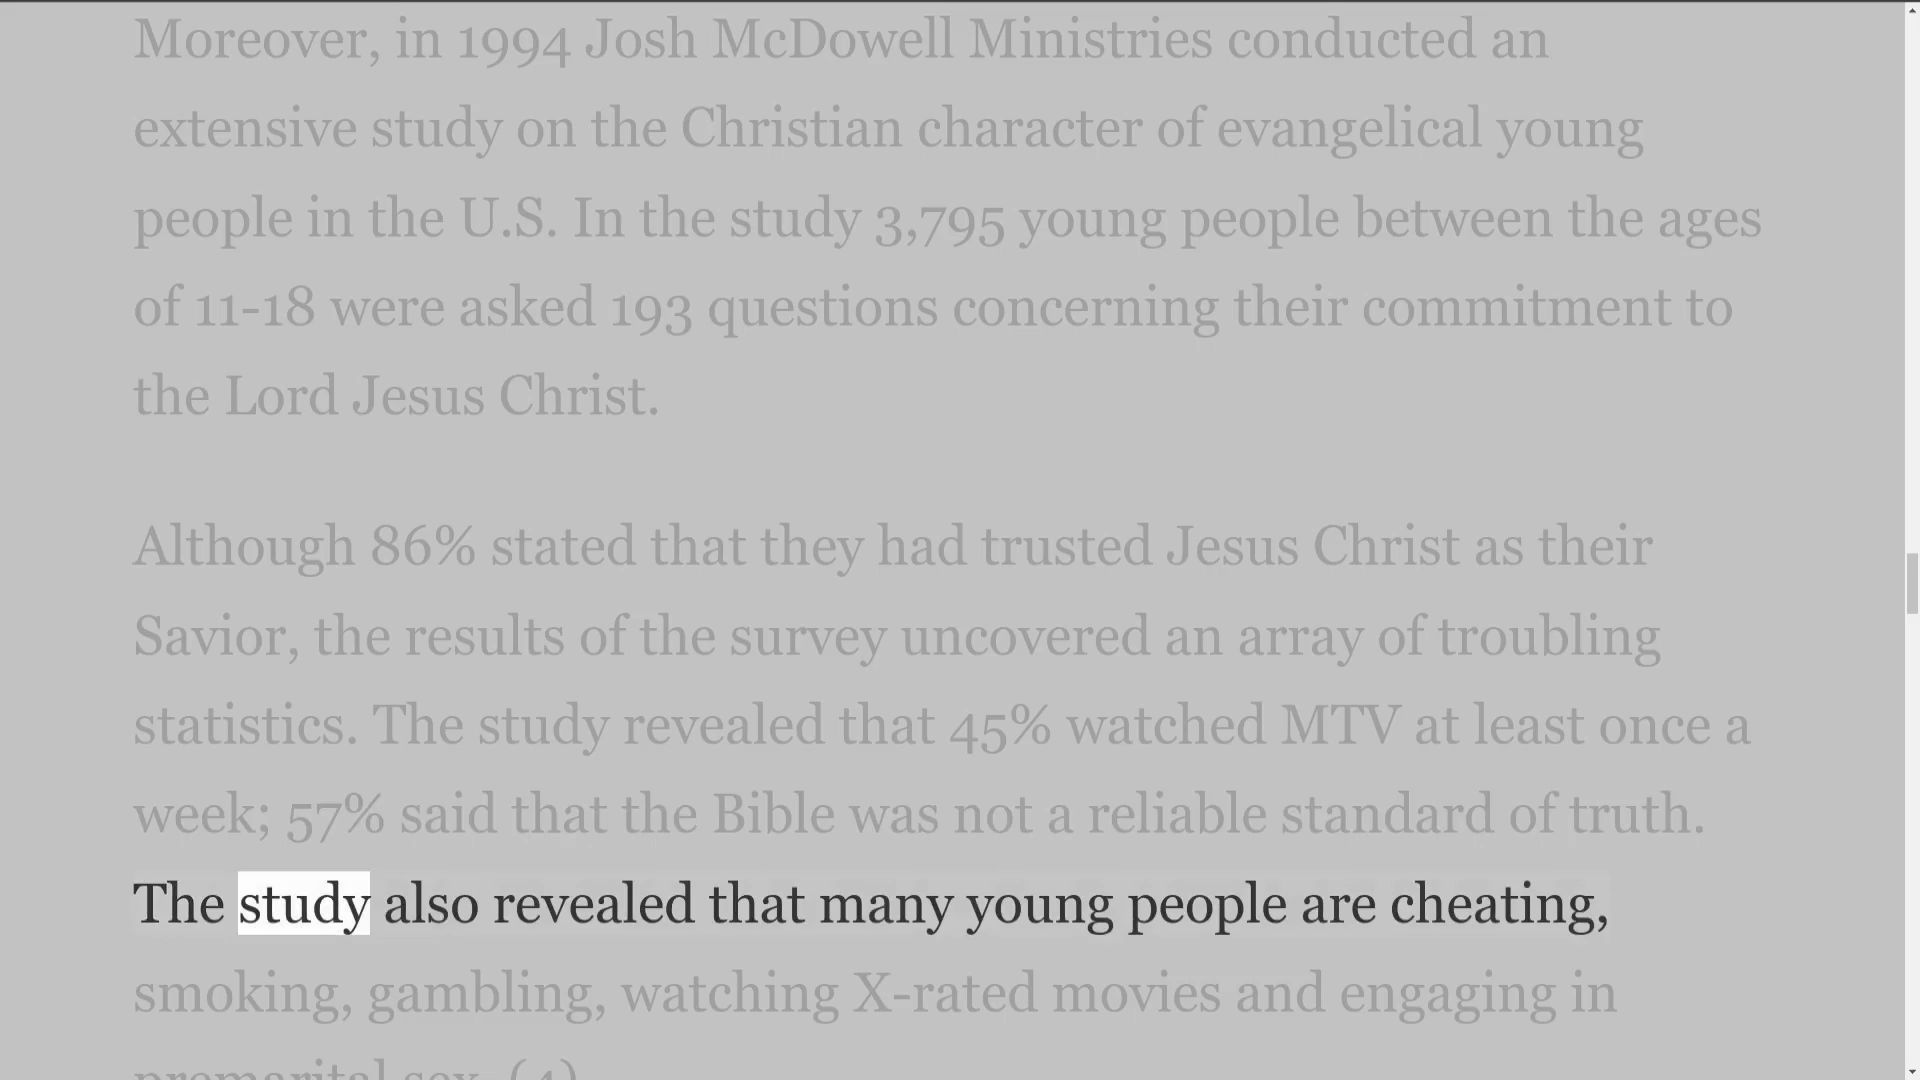 Moreover, in 1994 Josh McDowell Ministries conducted an
extensive study on the Christian character of evangelical young
people in the U.S. In the study 3,795 young people between the ages
of 11-18 were asked 193 questions concerning their commitment to
the Lord Jesus Christ.
Although 86% stated that they had trusted Jesus Christ as their
Savior, the results of the survey uncovered an array of troubling
statistics. The study revealed that 45% watched MTV at least once a
week; 57% said that the Bible was not a reliable standard of truth.
The study also revealed that many young people are cheating,
smoking, gambling, watching X-rated movies and engaging in
premarital sex. (4)